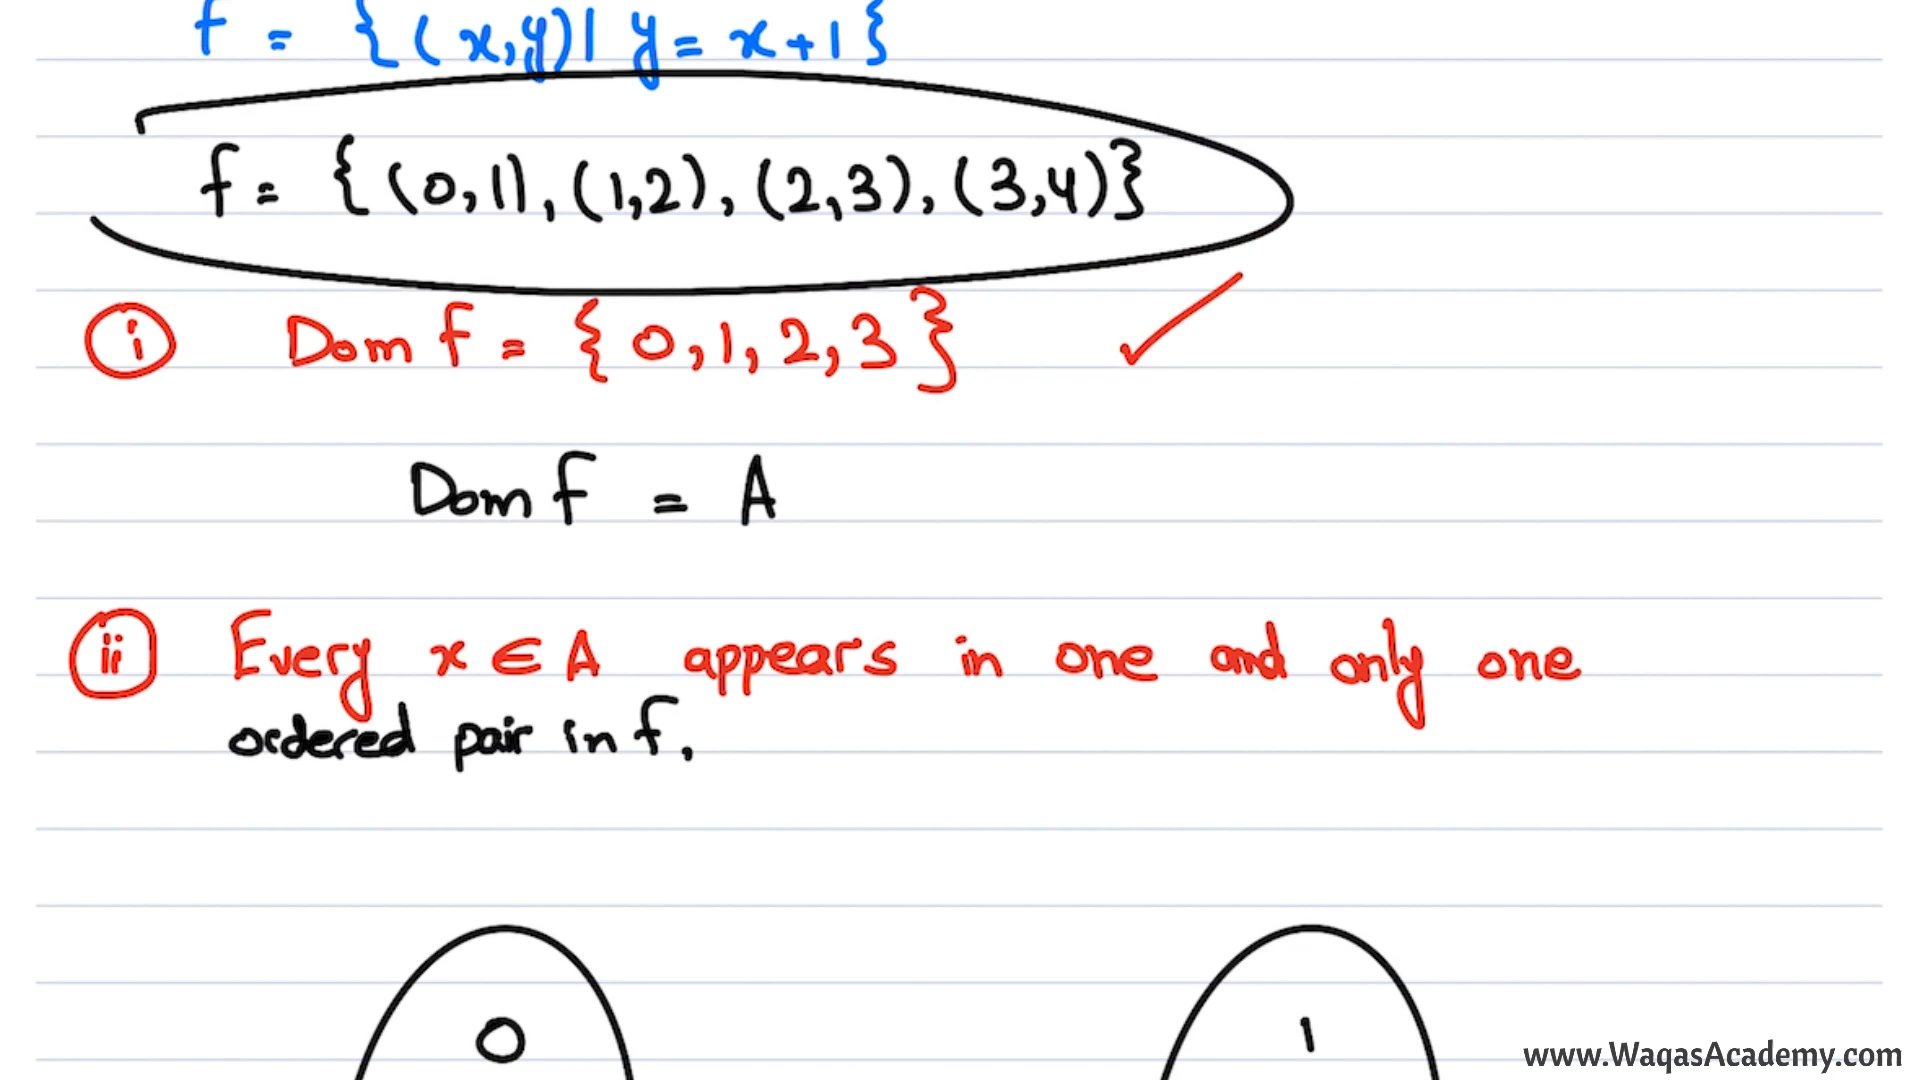 f = {(x,y)| y = x+1}
f = {(0,1), (1,2), (2,3), (3,4)}
i Dom f = {0,1,2,3} ✓
Dom f = A
ii Every x ∈ A appears in one and only one
ordered pair in f.
0 1
www.WaqasAcademy.com